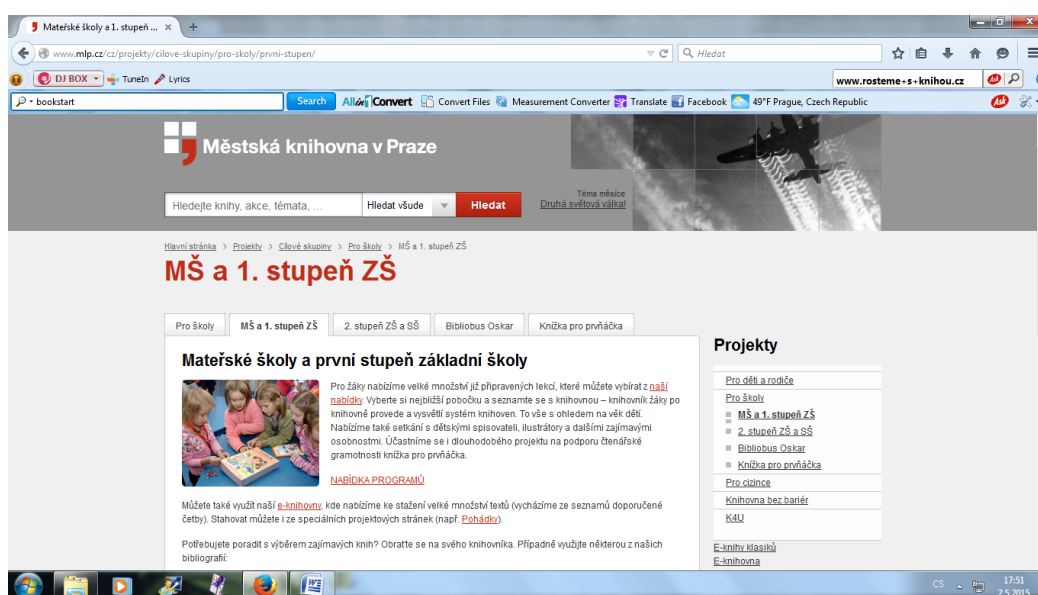 Mateřské školy a 1. stupeň ...
www.mlp.cz/cz/projekty/cilove-skupiny/pro-skoly/prvni-stupen/
Hledat
DJ BOX TuneIn Lyrics
www.rosteme+s+knihou.cz Ask
bookstart Search Allin1Convert Convert Files Measurement Converter Translate Facebook 49°F Prague, Czech Republic Ask
Městská knihovna v Praze
Téma měsíce
Hledejte knihy, akce, témata, ... Hledat všude Hledat Druhá světová válka!
Hlavní stránka > Projekty > Cílové skupiny > Pro školy > MŠ a 1. stupeň ZŠ
MŠ a 1. stupeň ZŠ
Pro školy MŠ a 1. stupeň ZŠ 2. stupeň ZŠ a SŠ Bibliobus Oskar Knížka pro prvňáčka
Mateřské školy a první stupeň základní školy
Pro žáky nabízíme velké množství již připravených lekcí, které můžete vybírat z naší
nabídky. Vyberte si nejbližší pobočku a seznamte se s knihovnou – knihovník žáky po
knihovně provede a vysvětlí systém knihoven. To vše s ohledem na věk dětí.
Nabízíme také setkání s dětskými spisovateli, ilustrátory a dalšími zajímavými
osobnostmi. Účastníme se i dlouhodobého projektu na podporu čtenářské
gramotnosti knížka pro prvňáčka.
NABÍDKA PROGRAMŮ
Můžete také využít naší e-knihovny, kde nabízíme ke stažení velké množství textů (vycházíme ze seznamů doporučené
četby). Stahovat můžete i ze speciálních projektových stránek (např. Pohádky).
Potřebujete poradit s výběrem zajímavých knih? Obraťte se na svého knihovníka. Případně využijte některou z našich
bibliografií:
Projekty
Pro děti a rodiče
Pro školy
MŠ a 1. stupeň ZŠ
2. stupeň ZŠ a SŠ
Bibliobus Oskar
Knížka pro prvňáčka
Pro cizince
Knihovna bez bariér
K4U
E-knihy klasiků
E-knihovna
CS 17:51
2.5.2015